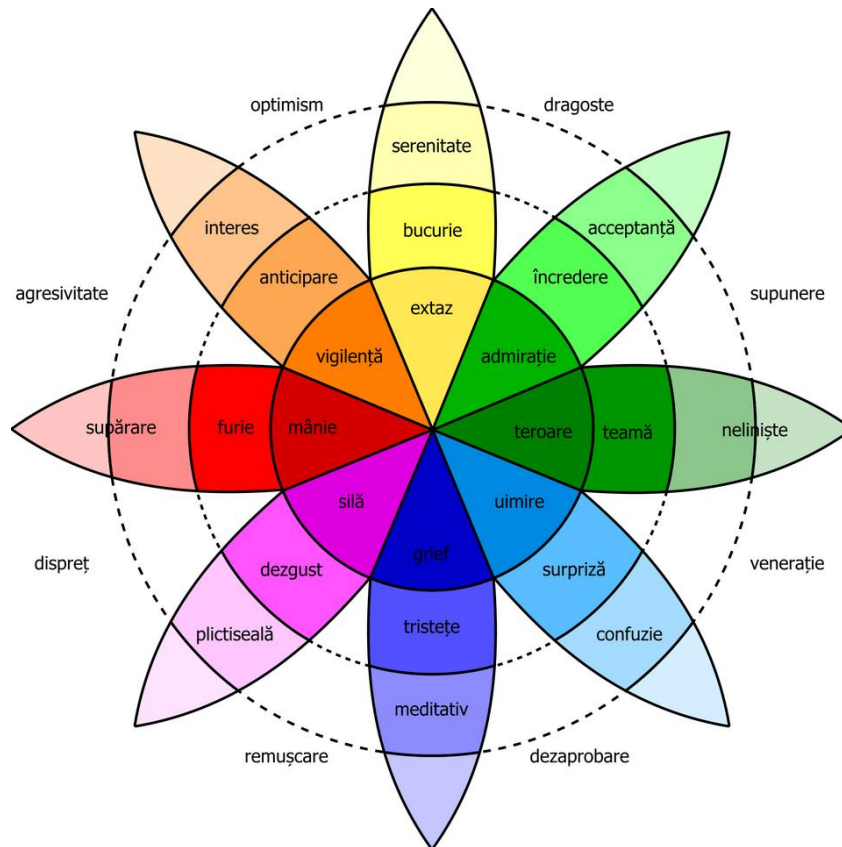 optimism
dragoste
serenitate
interes
acceptanță
bucurie
anticipare
încredere
agresivitate
supunere
extaz
vigilență
admirație
supărare
furie
mânie
teroare
teamă
neliniște
silă
uimire
grief
dispreț
dezgust
surpriză
venerație
tristețe
plictiseală
confuzie
meditativ
remușcare
dezaprobare